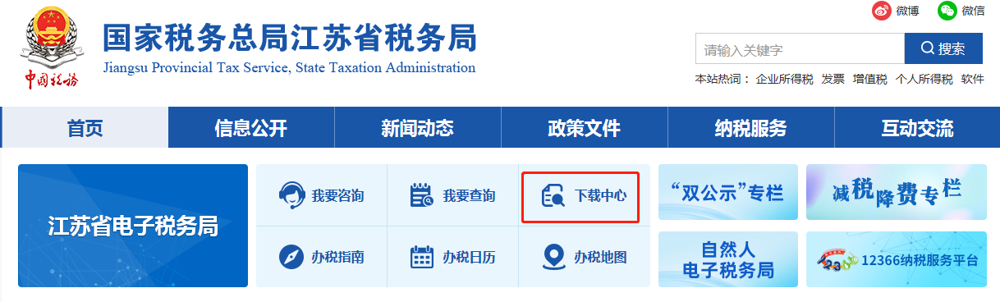 微博 微信
国家税务总局江苏省税务局
Jiangsu Provincial Tax Service, State Taxation Administration
中国税务
请输入关键字 搜索
本站热词： 企业所得税 发票 增值税 个人所得税 软件
首页 信息公开 新闻动态 政策文件 纳税服务 互动交流
江苏省电子税务局
我要咨询 我要查询 下载中心
办税指南 办税日历 办税地图
“双公示”专栏
减税降费专栏
自然人
电子税务局
12366
12366纳税服务平台